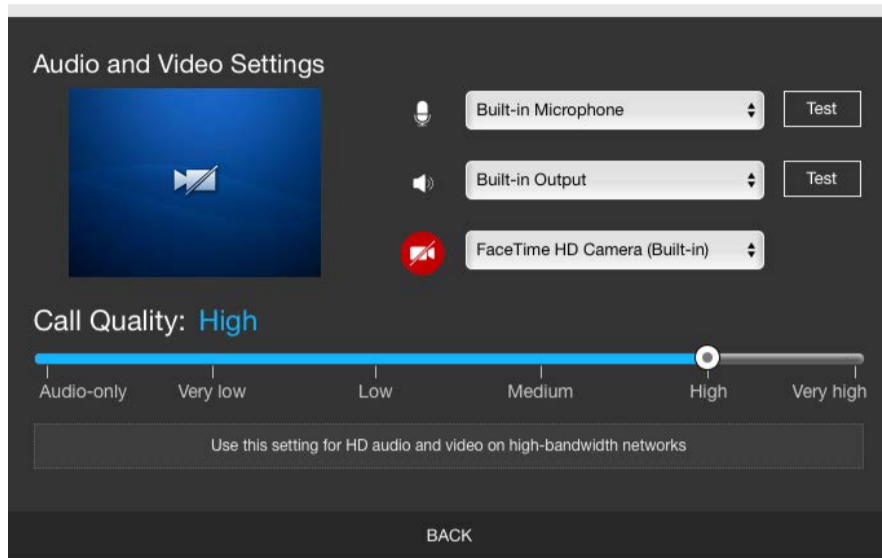 Audio and Video Settings
Built-in Microphone
Test
Built-in Output
Test
FaceTime HD Camera (Built-in)
Call Quality: High
Audio-only Very low Low Medium High Very high
Use this setting for HD audio and video on high-bandwidth networks
BACK